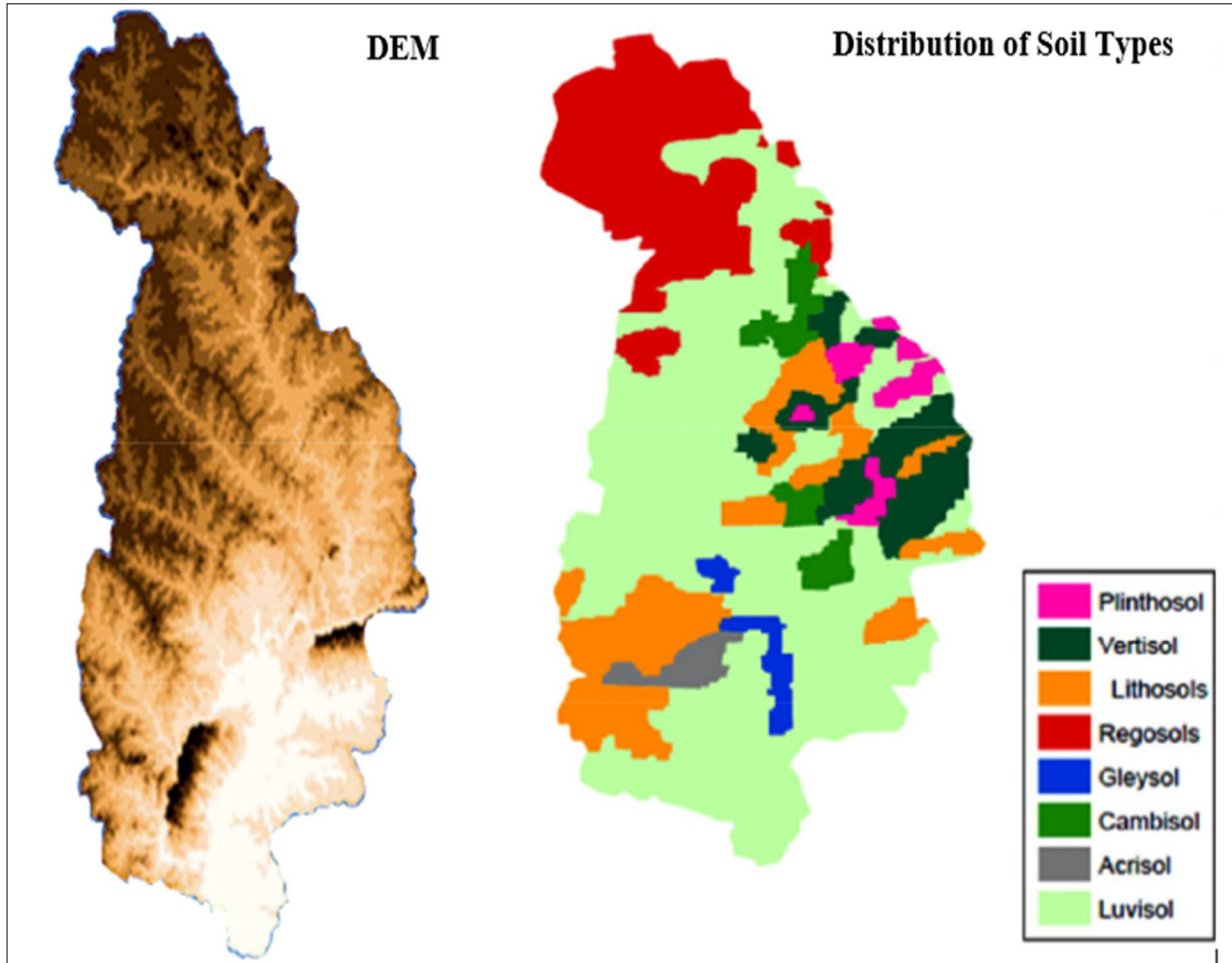 DEM
Distribution of Soil Types
Plinthosol
Vertisol
Lithosols
Regosols
Gleysol
Cambisol
Acrisol
Luvisol